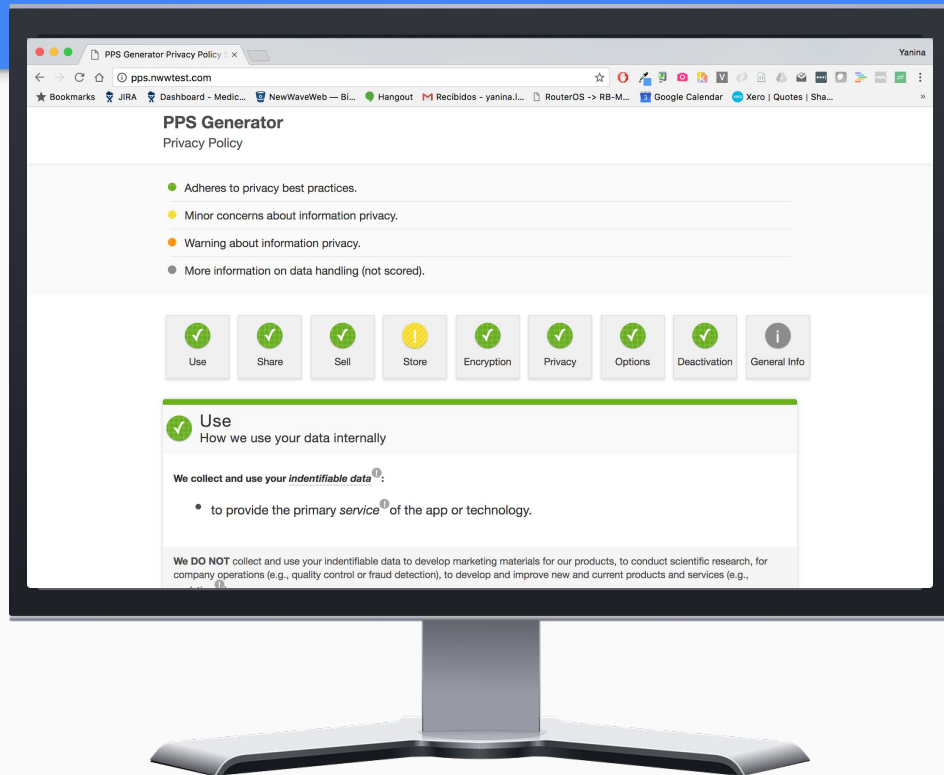 PPS Generator Privacy Policy S
Yanina
pps.nwwtest.com
Bookmarks JIRA Dashboard - Medic... NewWaveWeb — Bi... Hangout Recibidos - yanina.l... RouterOS -> RB-M... Google Calendar Xero | Quotes | Sha... »
PPS Generator
Privacy Policy
Adheres to privacy best practices.
Minor concerns about information privacy.
Warning about information privacy.
More information on data handling (not scored).
Use Share Sell Store Encryption Privacy Options Deactivation General Info
Use
How we use your data internally
We collect and use your indentifiable data:
• to provide the primary service of the app or technology.
We DO NOT collect and use your indentifiable data to develop marketing materials for our products, to conduct scientific research, for
company operations (e.g., quality control or fraud detection), to develop and improve new and current products and services (e.g.,